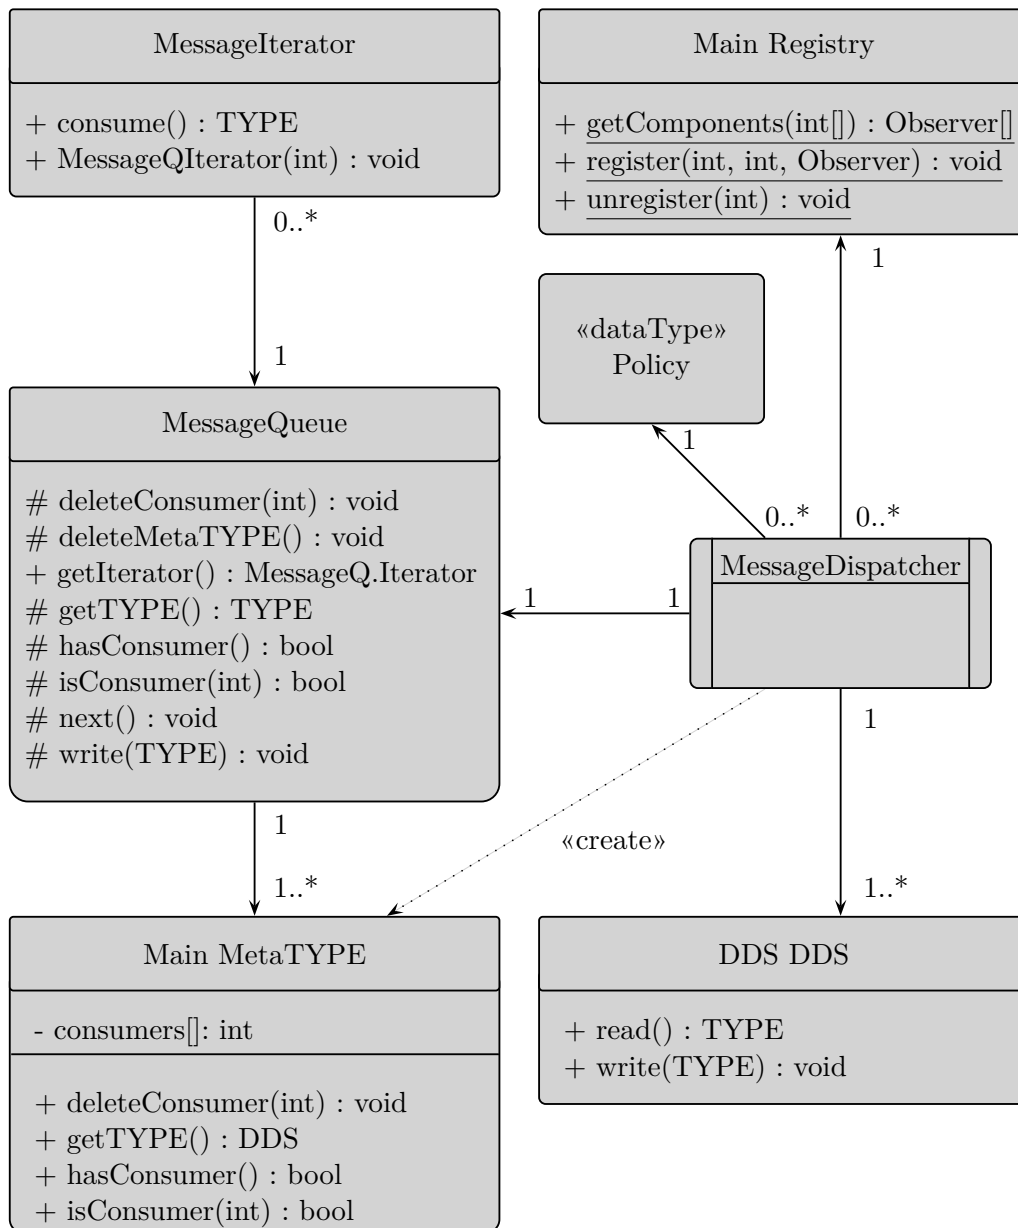 MessageIterator
+ consume() : TYPE
+ MessageQIterator(int) : void
Main Registry
+ getComponents(int[]) : Observer[]
+ register(int, int, Observer) : void
+ unregister(int) : void
0..*
1
1
«dataType»
Policy
1
0..*
0..*
MessageQueue
# deleteConsumer(int) : void
# deleteMetaTYPE() : void
+ getIterator() : MessageQ.Iterator
# getTYPE() : TYPE
# hasConsumer() : bool
# isConsumer(int) : bool
# next() : void
# write(TYPE) : void
MessageDispatcher
1
1
1
1
«create»
1..*
1..*
Main MetaTYPE
- consumers[]: int
+ deleteConsumer(int) : void
+ getTYPE() : DDS
+ hasConsumer() : bool
+ isConsumer(int) : bool
DDS DDS
+ read() : TYPE
+ write(TYPE) : void